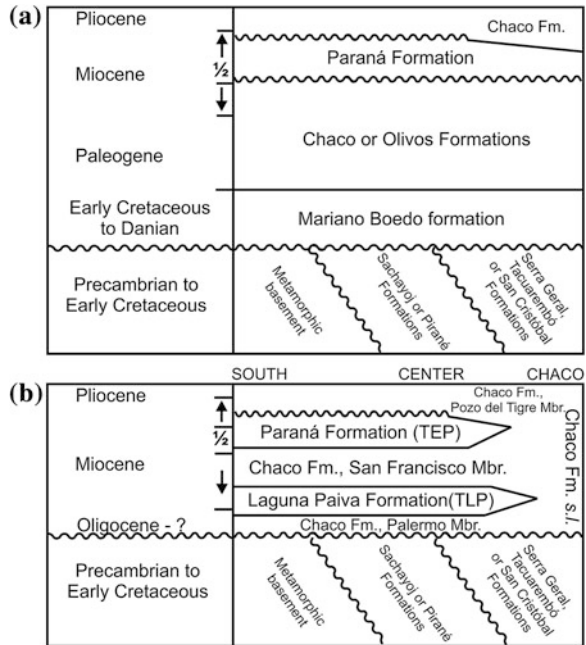 (a)
Pliocene
Chaco Fm.
½
Paraná Formation
Miocene
Chaco or Olivos Formations
Paleogene
Early Cretaceous
to Danian
Mariano Boedo formation
Precambrian to
Early Cretaceous
Metamorphic
basement
Sachayoj or Pirané
Formations
Serra Geral,
Tacuarembó
or San Cristóbal
Formations
SOUTH CENTER CHACO
(b)
Pliocene
Chaco Fm.,
Pozo del Tigre Mbr.
½
Paraná Formation (TEP)
Miocene
Chaco Fm., San Francisco Mbr.
Laguna Paiva Formation(TLP)
Chaco Fm. s.l.
Oligocene - ?
Chaco Fm., Palermo Mbr.
Precambrian to
Early Cretaceous
Metamorphic
basement
Sachayoj or Pirané
Formations
Serra Geral,
Tacuarembó
or San Cristóbal
Formations